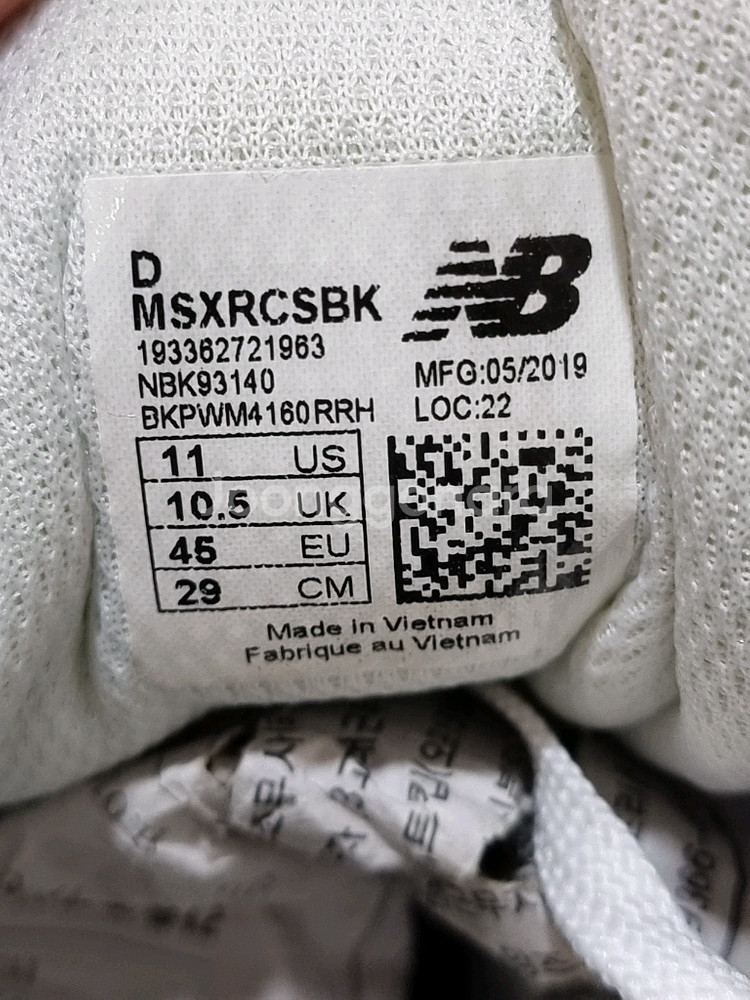 D
MSXRCSBK
193362721963
NBK93140
BKPWM4160RRH
NB
MFG:05/2019
LOC:22
11 US
10.5 UK
45 EU
29 CM
Made in Vietnam
Fabrique au Vietnam